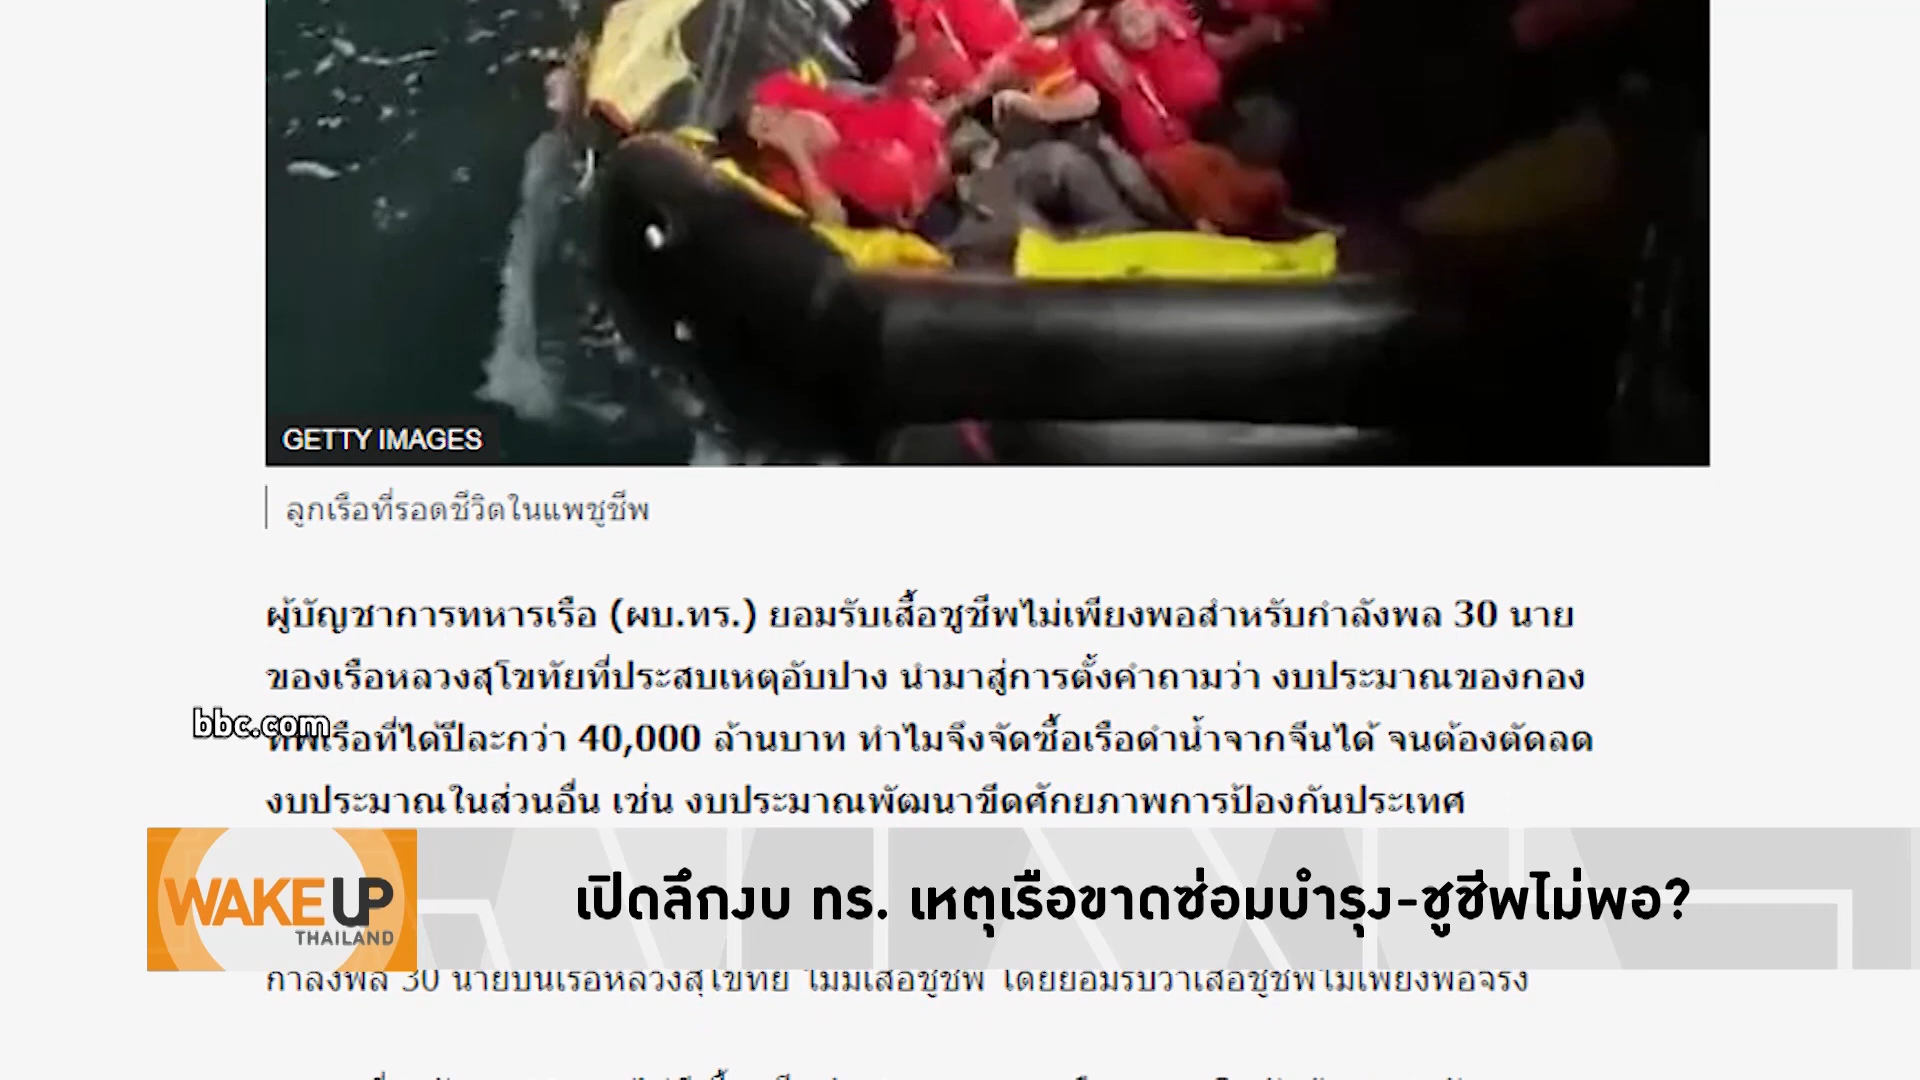 GETTY IMAGES
ลูกเรือที่รอดชีวิตในแพชูชีพ
ผู้บัญชาการทหารเรือ (ผบ.ทร.) ยอมรับเสื้อชูชีพไม่เพียงพอสำหรับกำลังพล 30 นาย
ของเรือหลวงสุโขทัยที่ประสบเหตุอับปาง นำมาสู่การตั้งคำถามว่า งบประมาณของกอง
bbc.com
ทัพเรือที่ได้ปีละกว่า 40,000 ล้านบาท ทำไมจึงจัดซื้อเรือดำน้ำจากจีนได้ จนต้องตัดลด
งบประมาณในส่วนอื่น เช่น งบประมาณพัฒนาขีดศักยภาพการป้องกันประเทศ
WAKE UP
THAILAND
เปิดลึกงบ ทร. เหตุเรือขาดซ่อมบำรุง-ชูชีพไม่พอ?
กำลังพล 30 นายบนเรือหลวงสุโขทัย ไม่มีเสื้อชูชีพ โดยยอมรับว่าเสื้อชูชีพไม่เพียงพอจริง